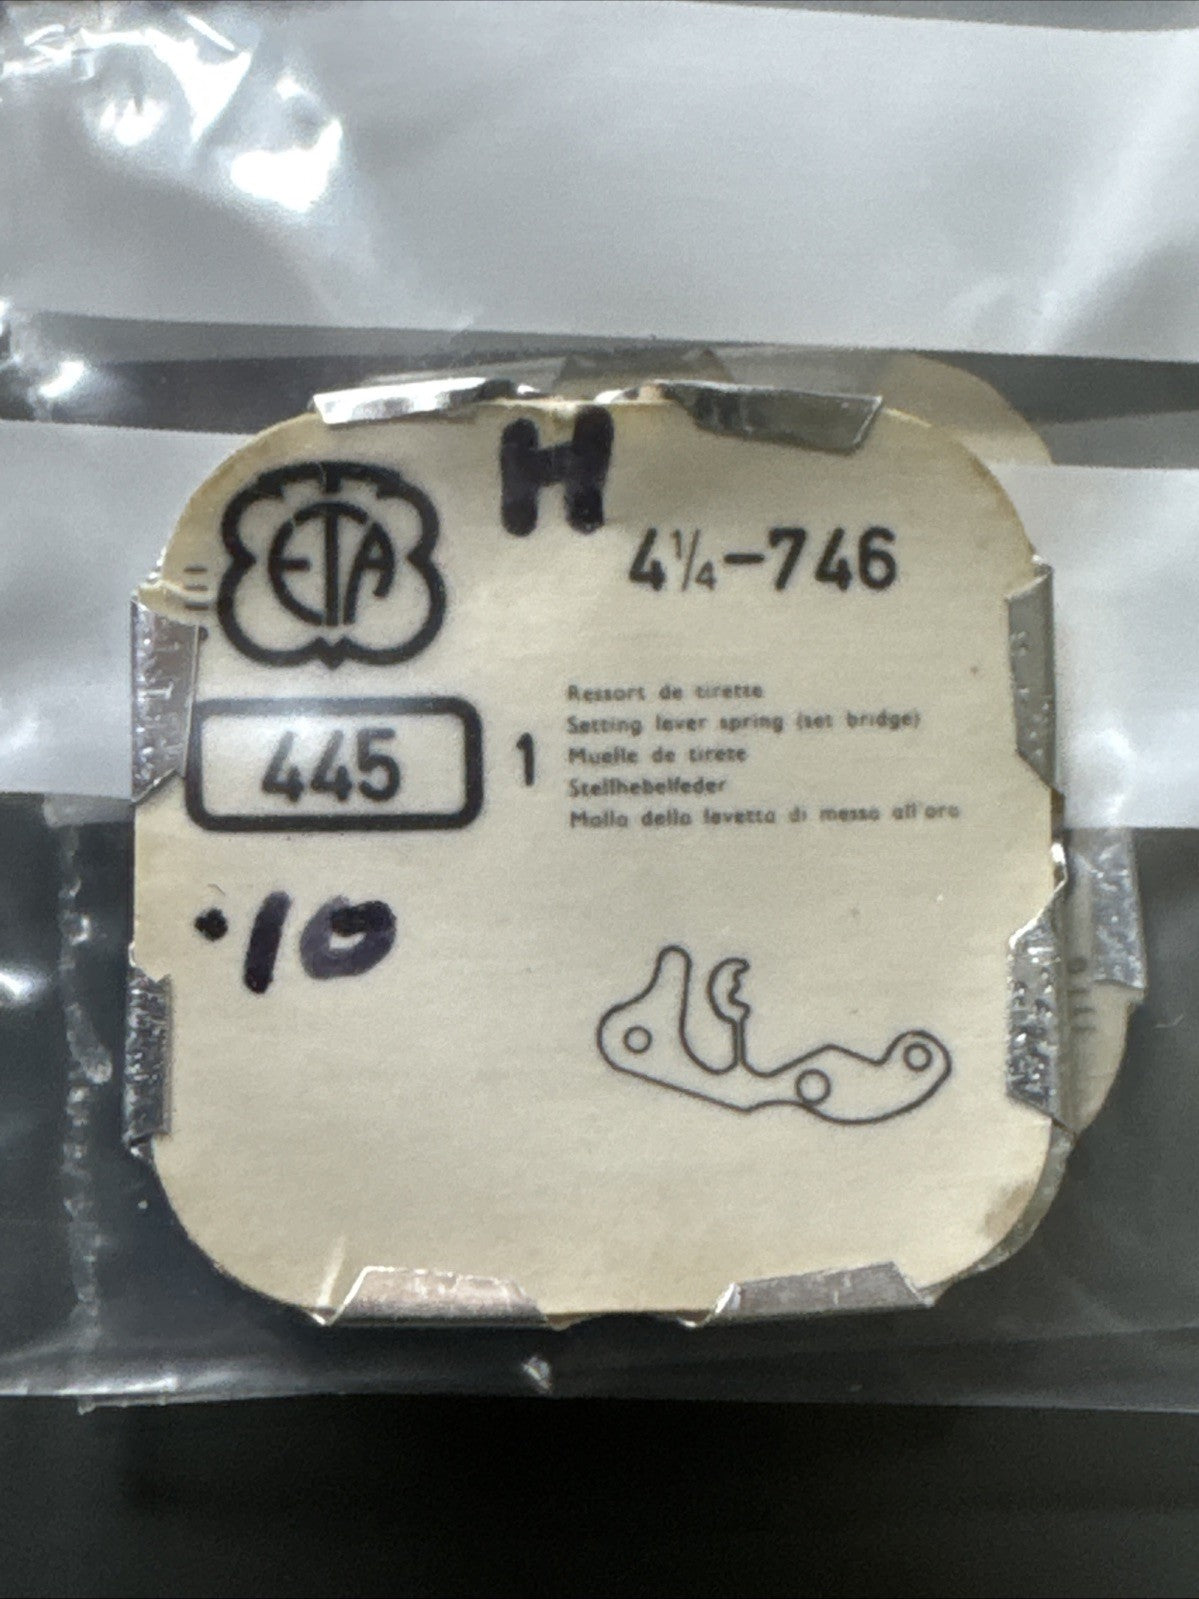 H
ETA
4¼-746
445
1
Ressort de tirette
Setting lever spring (set bridge)
Muelle de tirete
Stellhebelfeder
Molla della levetta di messa all'ora
.10